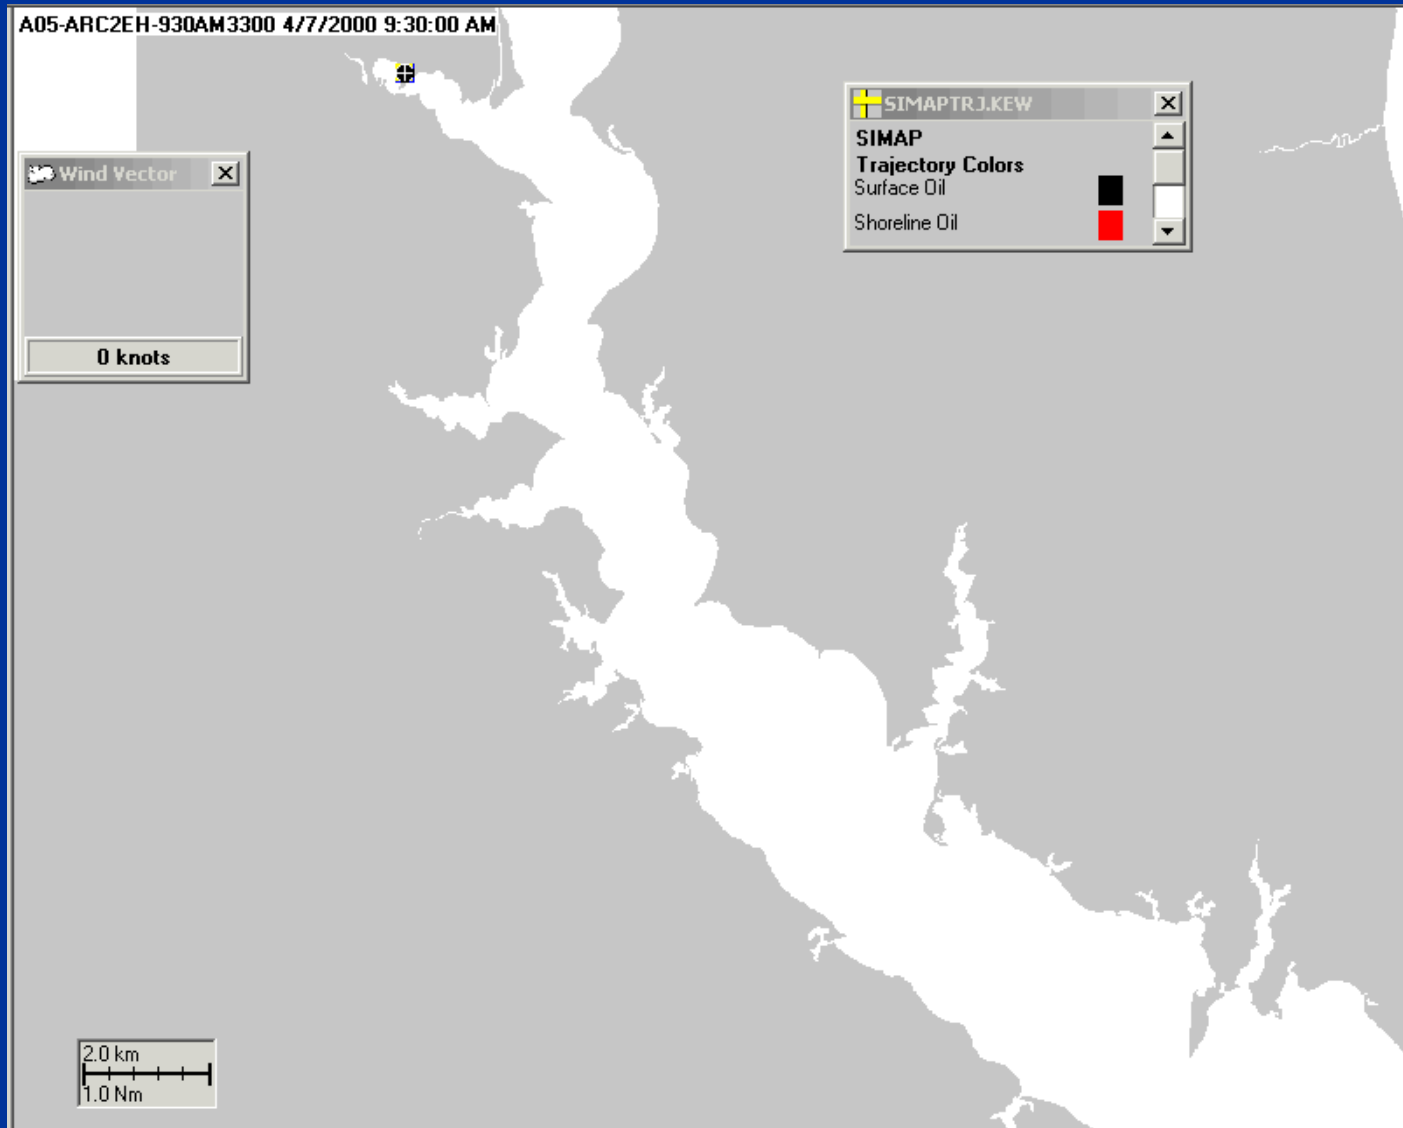 A05-ARC2EH-930AM3300 4/7/2000 9:30:00 AM
SIMAPTRJ.KEW
SIMAP
Trajectory Colors
Surface Oil
Shoreline Oil
Wind Vector
0 knots
2.0 km
1.0 Nm